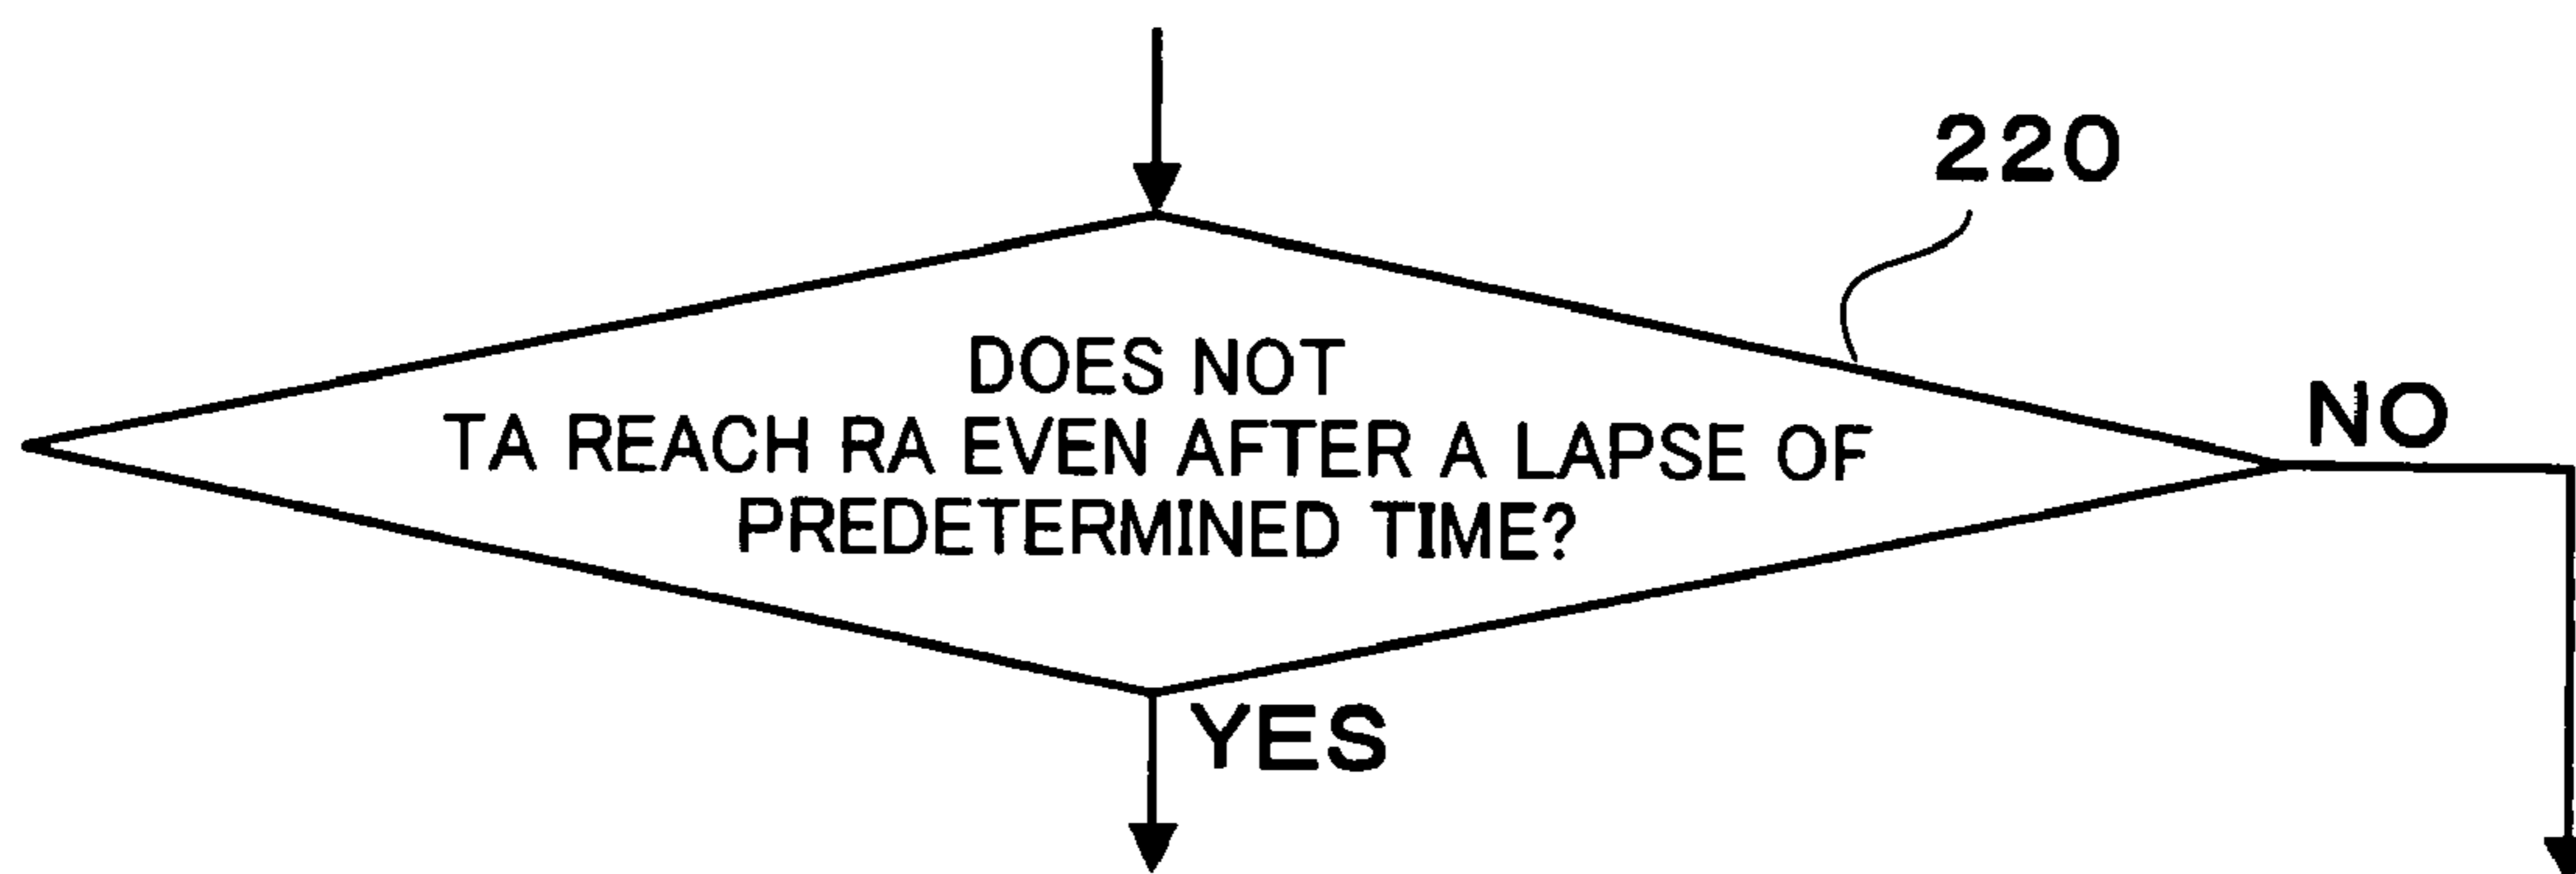 220
DOES NOT
TA REACH RA EVEN AFTER A LAPSE OF
PREDETERMINED TIME?
NO
YES